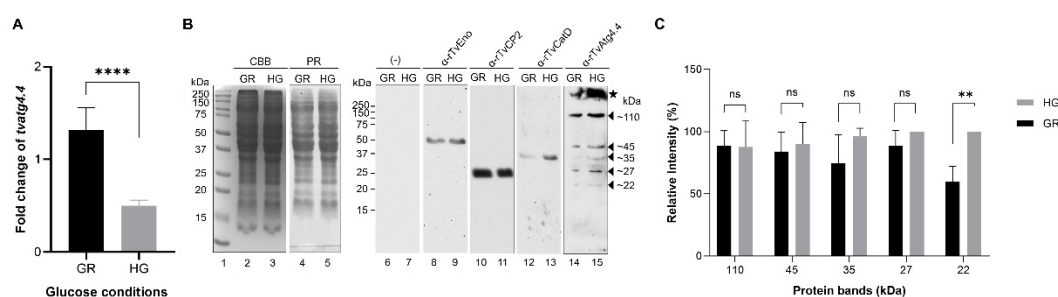 A
Fold change of tvatg4.4
2
1
0
****
GR HG
Glucose conditions
B
CBB PR
kDa GR HG GR HG
250
150
75
50
37
25
20
15
1 2 3 4 5
(-) α-rTvEno α-rTvCP2 α-rTvCatD α-rTvAtg4.4
kDa GR HG GR HG GR HG GR HG GR HG
250
150
100
75
50
37
25
20
15
★
kDa
~110
~45
~35
~27
~22
6 7 8 9 10 11 12 13 14 15
C
Relative Intensity (%)
150
100
50
0
ns ns ns ns **
HG
GR
110 45 35 27 22
Protein bands (kDa)